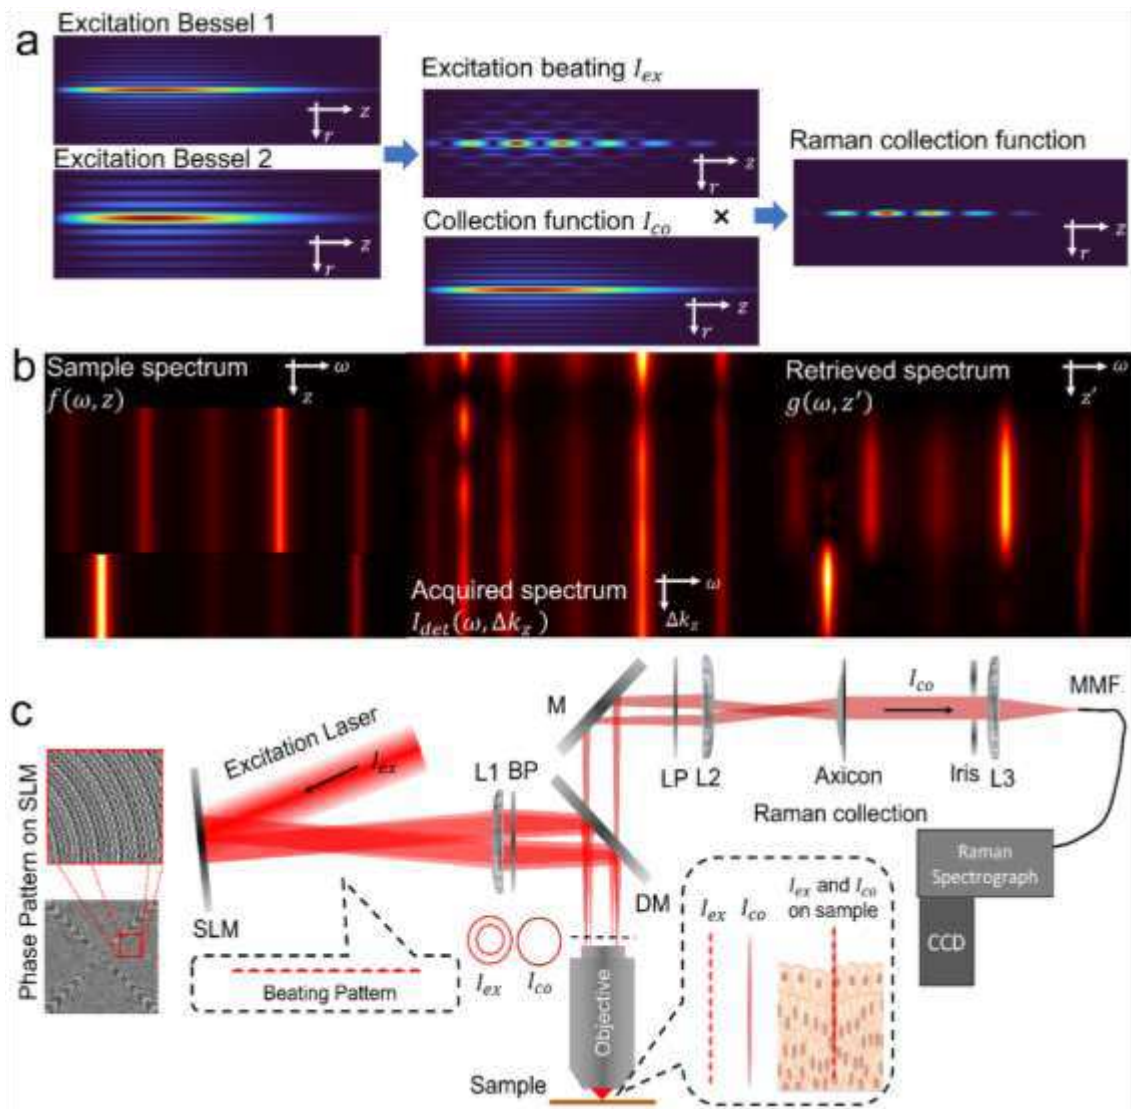 a
Excitation Bessel 1
z
r
Excitation Bessel 2
z
r
Excitation beating I_ex
z
r
Collection function I_co ×
z
r
Raman collection function
z
r
b
Sample spectrum
f(ω, z)
ω
z
Acquired spectrum
I_det(ω, Δk_z)
ω
Δk_z
Retrieved spectrum
g(ω, z′)
ω
z′
c
Phase Pattern on SLM
Excitation Laser
I_ex
SLM
Beating Pattern
L1 BP
M
DM
I_ex I_co
Objective
Sample
LP L2
Axicon
I_co
Iris L3
MMF
Raman collection
Raman
Spectrograph
CCD
I_ex I_co
I_ex and I_co
on sample